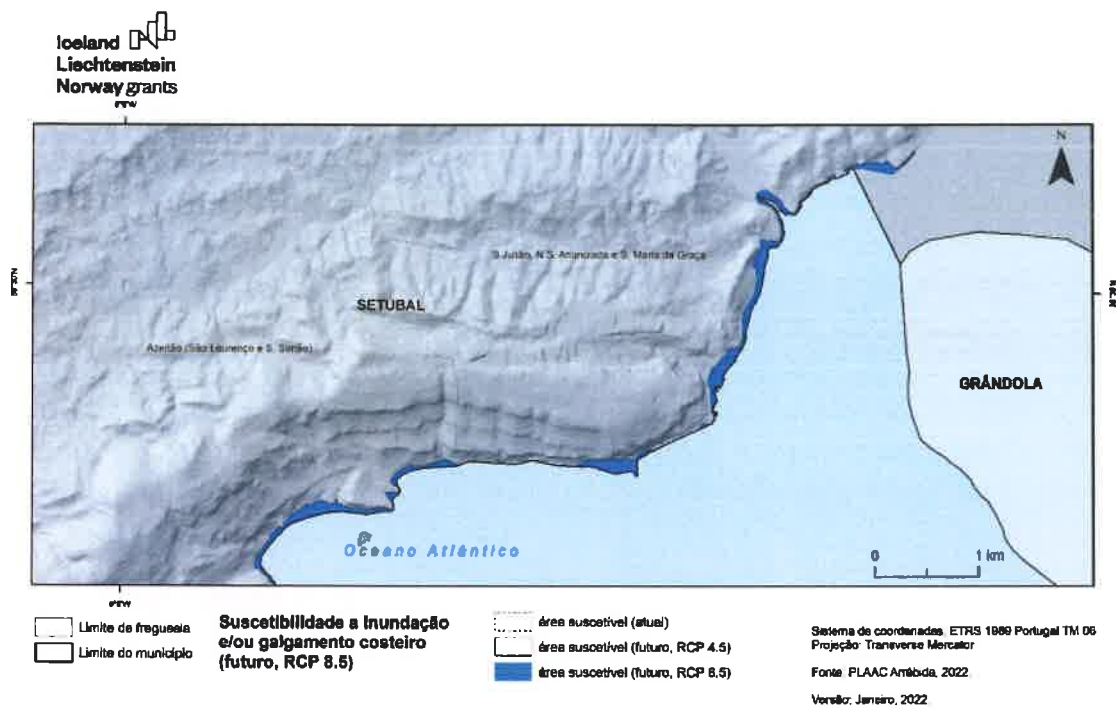 Iceland
Liechtenstein
Norway grants
N
S. Julião, N.S. Anunciada e S. Maria da Graça
SETÚBAL
Azeitão (São Lourenço e S. Simão)
GRÂNDOLA
Oceano Atlântico
0 1 km
Limite de freguesia
Limite do município
Suscetibilidade a inundação
e/ou galgamento costeiro
(futuro, RCP 8.5)
área suscetível (atual)
área suscetível (futuro, RCP 4.5)
área suscetível (futuro, RCP 8.5)
Sistema de coordenadas: ETRS 1989 Portugal TM 06
Projeção: Transverse Mercator
Fonte: PLAAC Arrábida, 2022
Versão: Janeiro, 2022